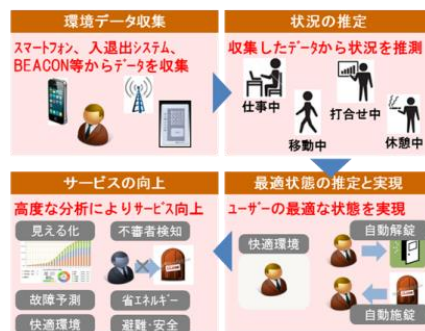 環境データ収集
スマートフォン、入退出システム、
BEACON等からデータを収集
状況の推定
収集したデータから状況を推測
仕事中
打合せ中
移動中
休憩中
サービスの向上
高度な分析によりサービス向上
見える化
不審者検知
故障予測
省エネルギー
快適環境
避難・安全
最適状態の推定と実現
ユーザーの最適な状態を実現
快適環境
自動解錠
自動施錠